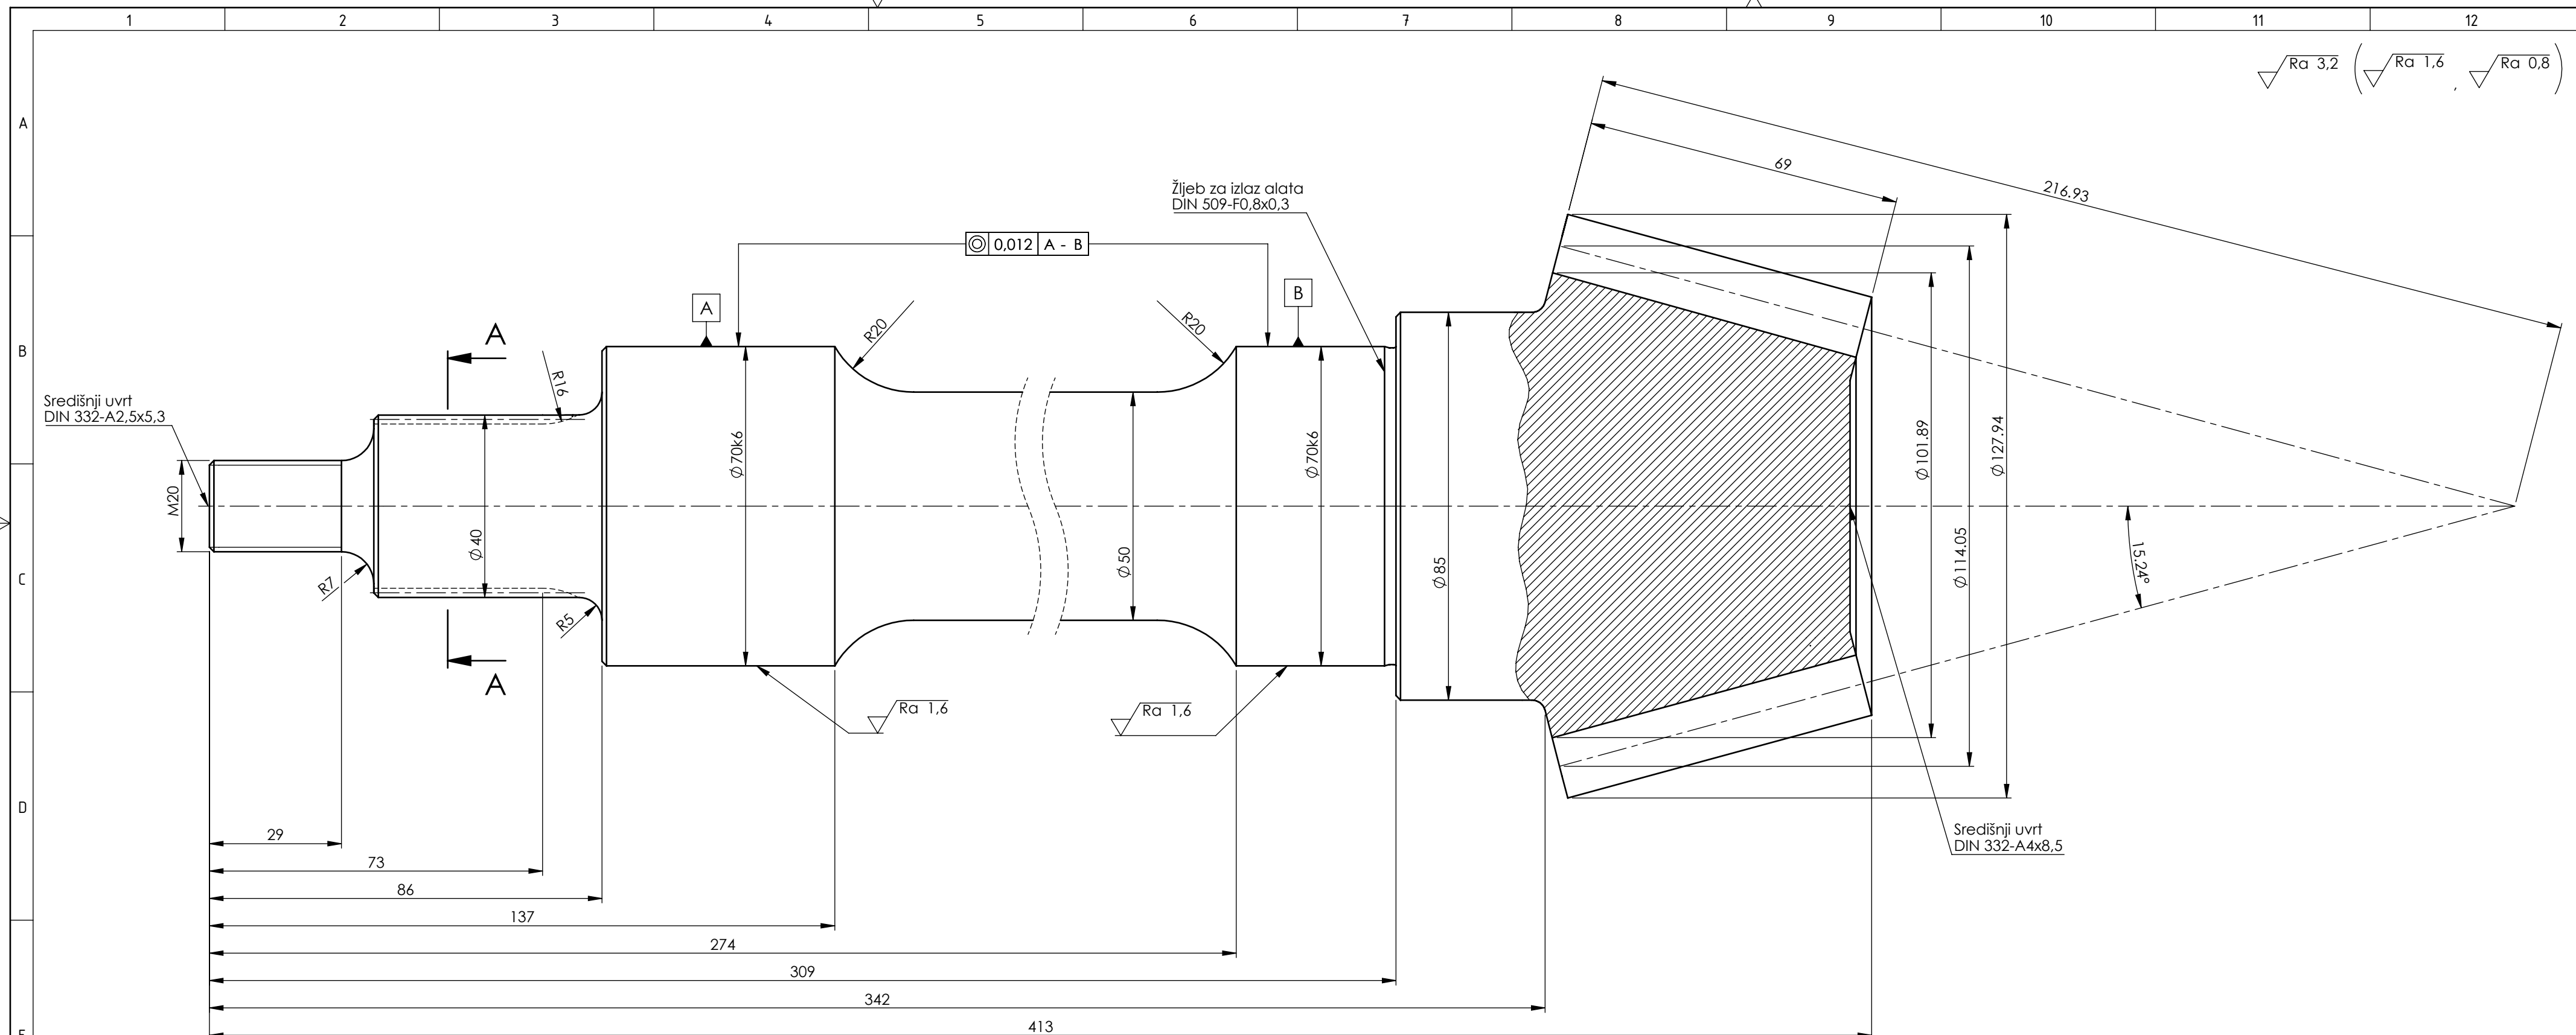 1 2 3 4 5 6 7 8 9 10 11 12
Ra 3,2 ( Ra 1,6 , Ra 0,8 )
A
69
216.93
Žljeb za izlaz alata
DIN 509-F0,8x0,3
0,012 A - B
A
B
A
R20
R20
B
R16
Središnji uvrt
DIN 332-A2,5x5,3
M20
Ø40
Ø70k6
Ø50
Ø70k6
Ø85
Ø101.89
Ø127.94
Ø114.05
15.24°
C
R7
R5
A
Ra 1,6
Ra 1,6
D
Središnji uvrt
DIN 332-A4x8,5
29
73
86
137
274
309
342
413